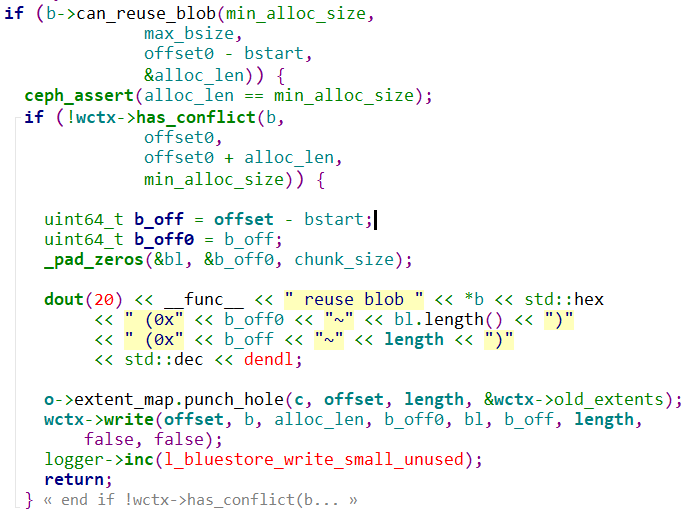 if (b->can_reuse_blob(min_alloc_size,
max_bsize,
offset0 - bstart,
&alloc_len)) {
ceph_assert(alloc_len == min_alloc_size);
if (!wctx->has_conflict(b,
offset0,
offset0 + alloc_len,
min_alloc_size)) {
uint64_t b_off = offset - bstart;
uint64_t b_off0 = b_off;
_pad_zeros(&bl, &b_off0, chunk_size);
dout(20) << __func__ << " reuse blob " << *b << std::hex
<< " (0x" << b_off0 << "~" << bl.length() << ")"
<< " (0x" << b_off << "~" << length << ")"
<< std::dec << dendl;
o->extent_map.punch_hole(c, offset, length, &wctx->old_extents);
wctx->write(offset, b, alloc_len, b_off0, bl, b_off, length,
false, false);
logger->inc(l_bluestore_write_small_unused);
return;
} « end if !wctx->has_conflict(b... »